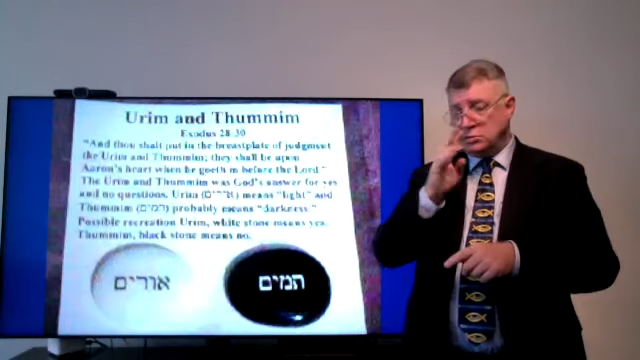 Urim and Thummim
Exodus 28:30
"And thou shalt put in the breastplate of judgment
the Urim and Thummim; they shall be upon
Aaron's heart when he goeth in before the Lord."
The Urim and Thummim was God's answer for yes
and no questions. Urim (אורים) means "light" and
Thummim (תמים) probably means "darkness."
Possible recreation Urim, white stone means yes.
Thummim, black stone means no.
אורים
תמים